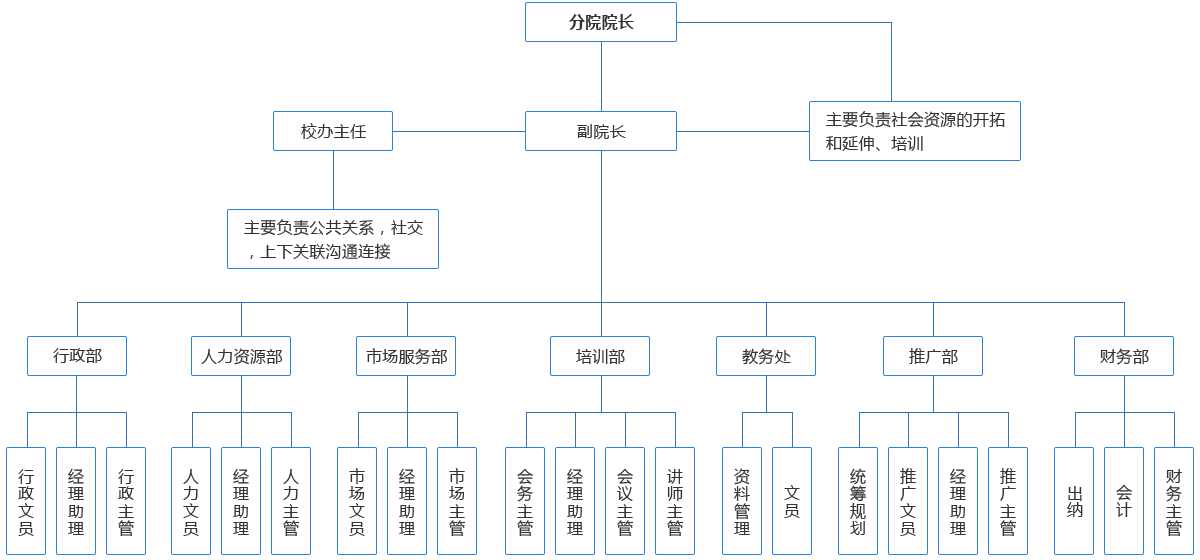 分院院长
校办主任
副院长
主要负责社会资源的开拓
和延伸、培训
主要负责公共关系，社交
，上下关联沟通连接
行政部
人力资源部
市场服务部
培训部
教务处
推广部
财务部
行政文员
经理助理
行政主管
人力文员
经理助理
人力主管
市场文员
经理助理
市场主管
会务主管
经理助理
会议主管
讲师主管
资料管理
文员
统筹规划
推广文员
经理助理
推广主管
出纳
会计
财务主管